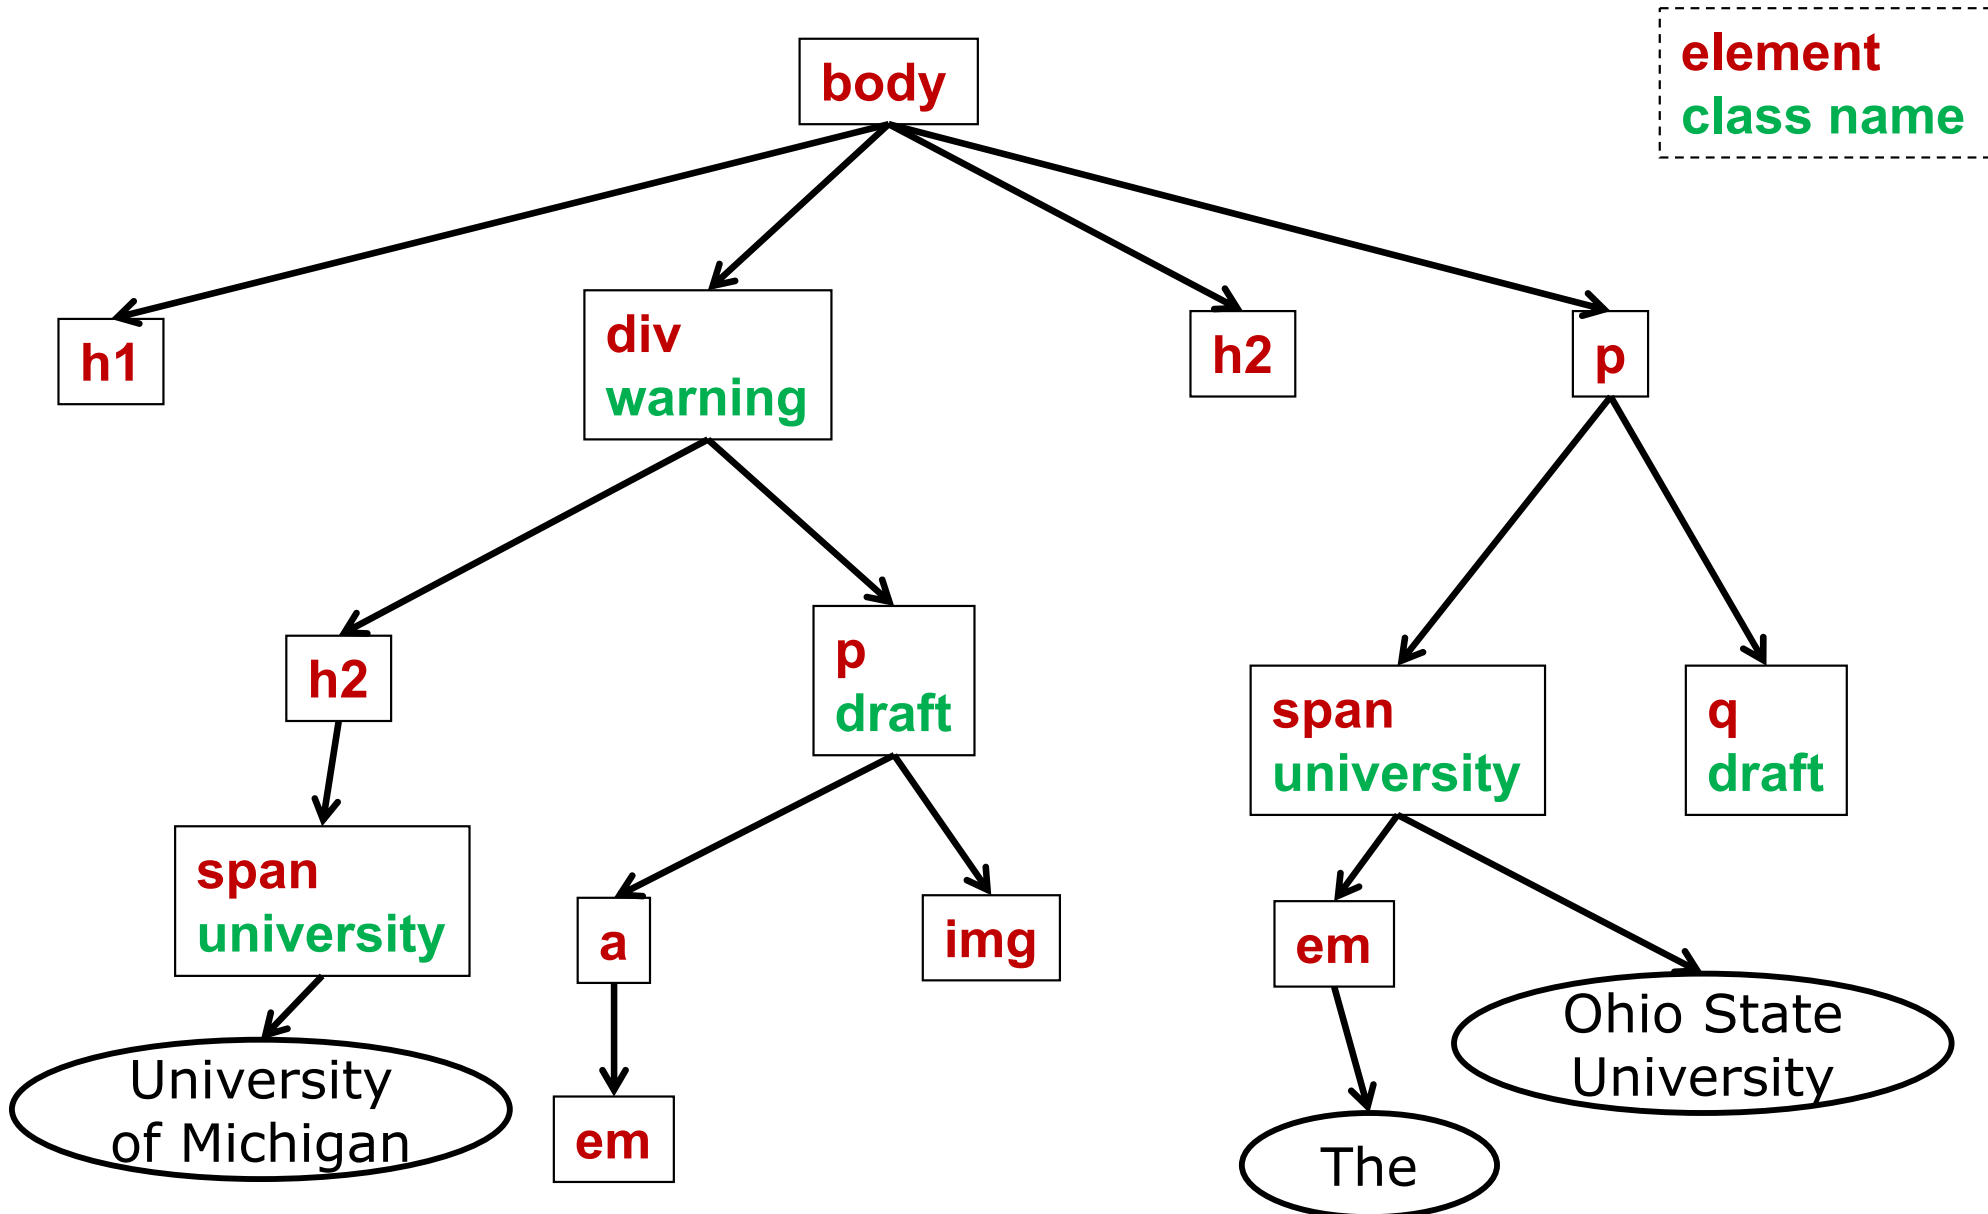 element
class name
body
h1
div
warning
h2
p
h2
p
draft
span
university
q
draft
span
university
a
img
em
Ohio State
University
University
of Michigan
em
The